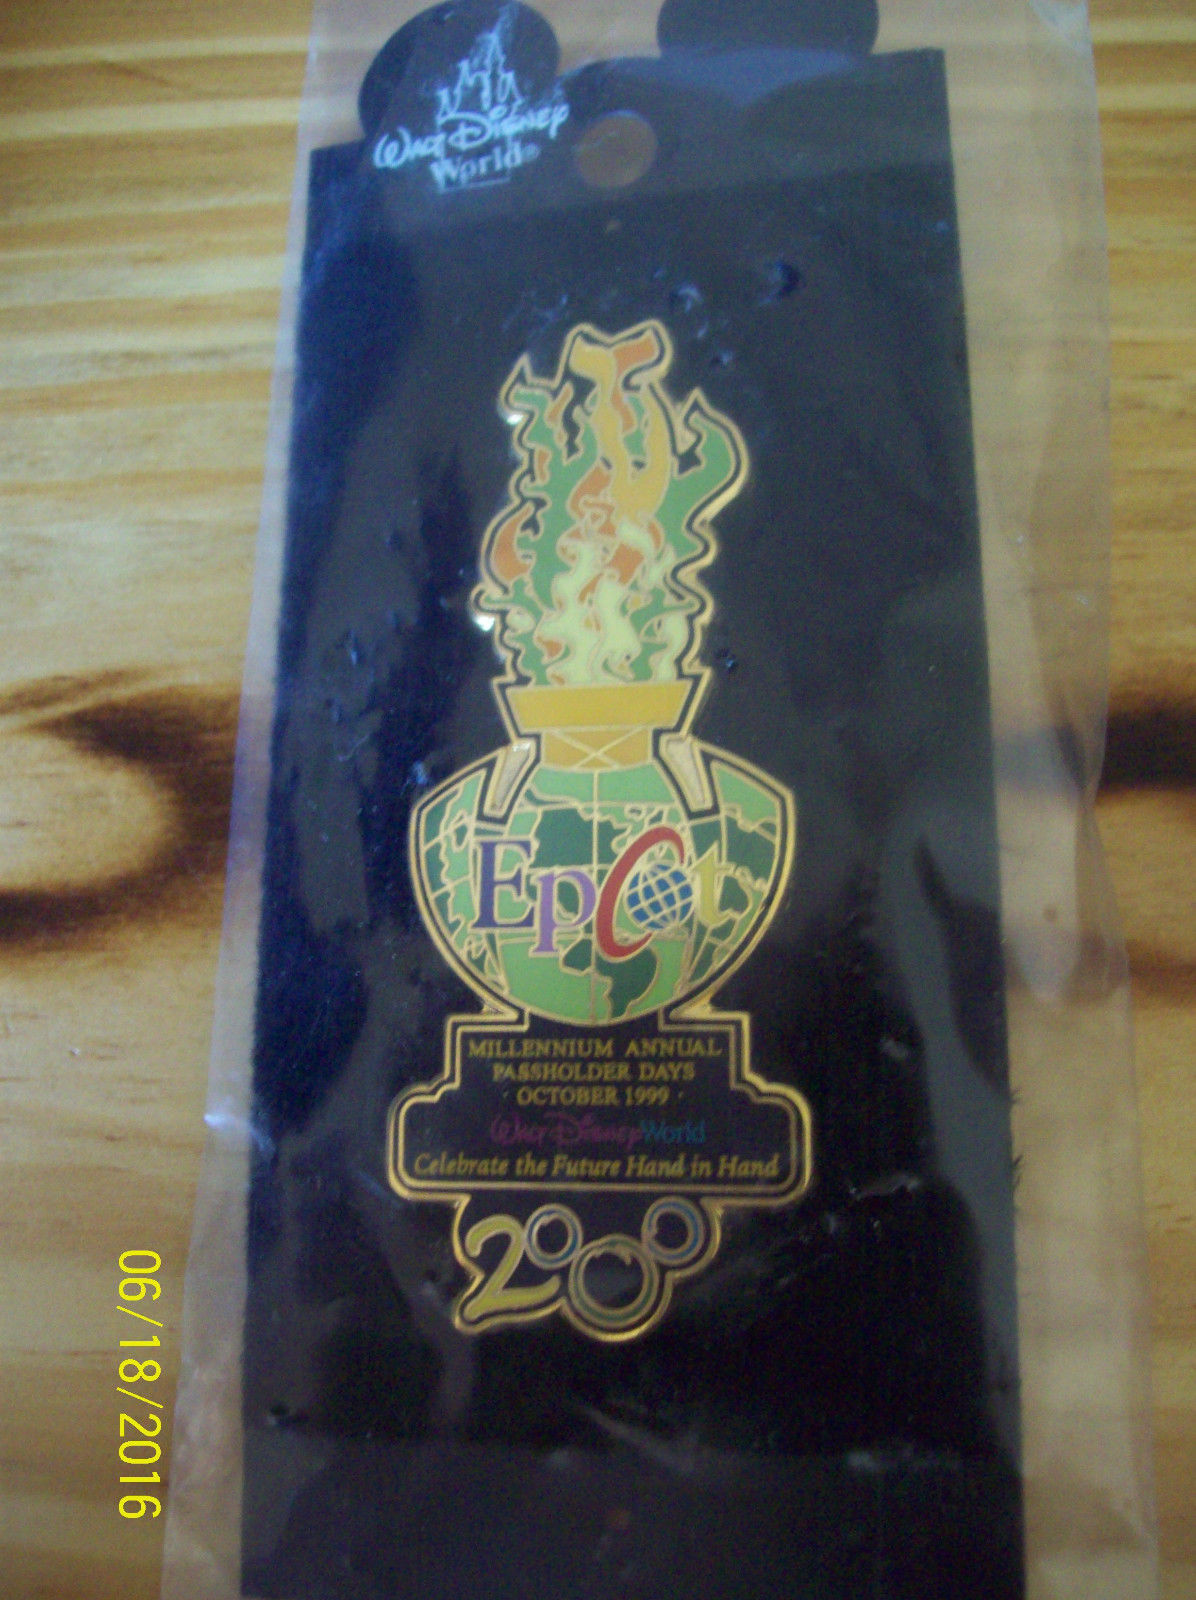 Walt Disney
World®
Epcot
MILLENNIUM ANNUAL
PASSHOLDER DAYS
· OCTOBER 1999 ·
Walt Disney World
Celebrate the Future Hand in Hand
2000
06/18/2016